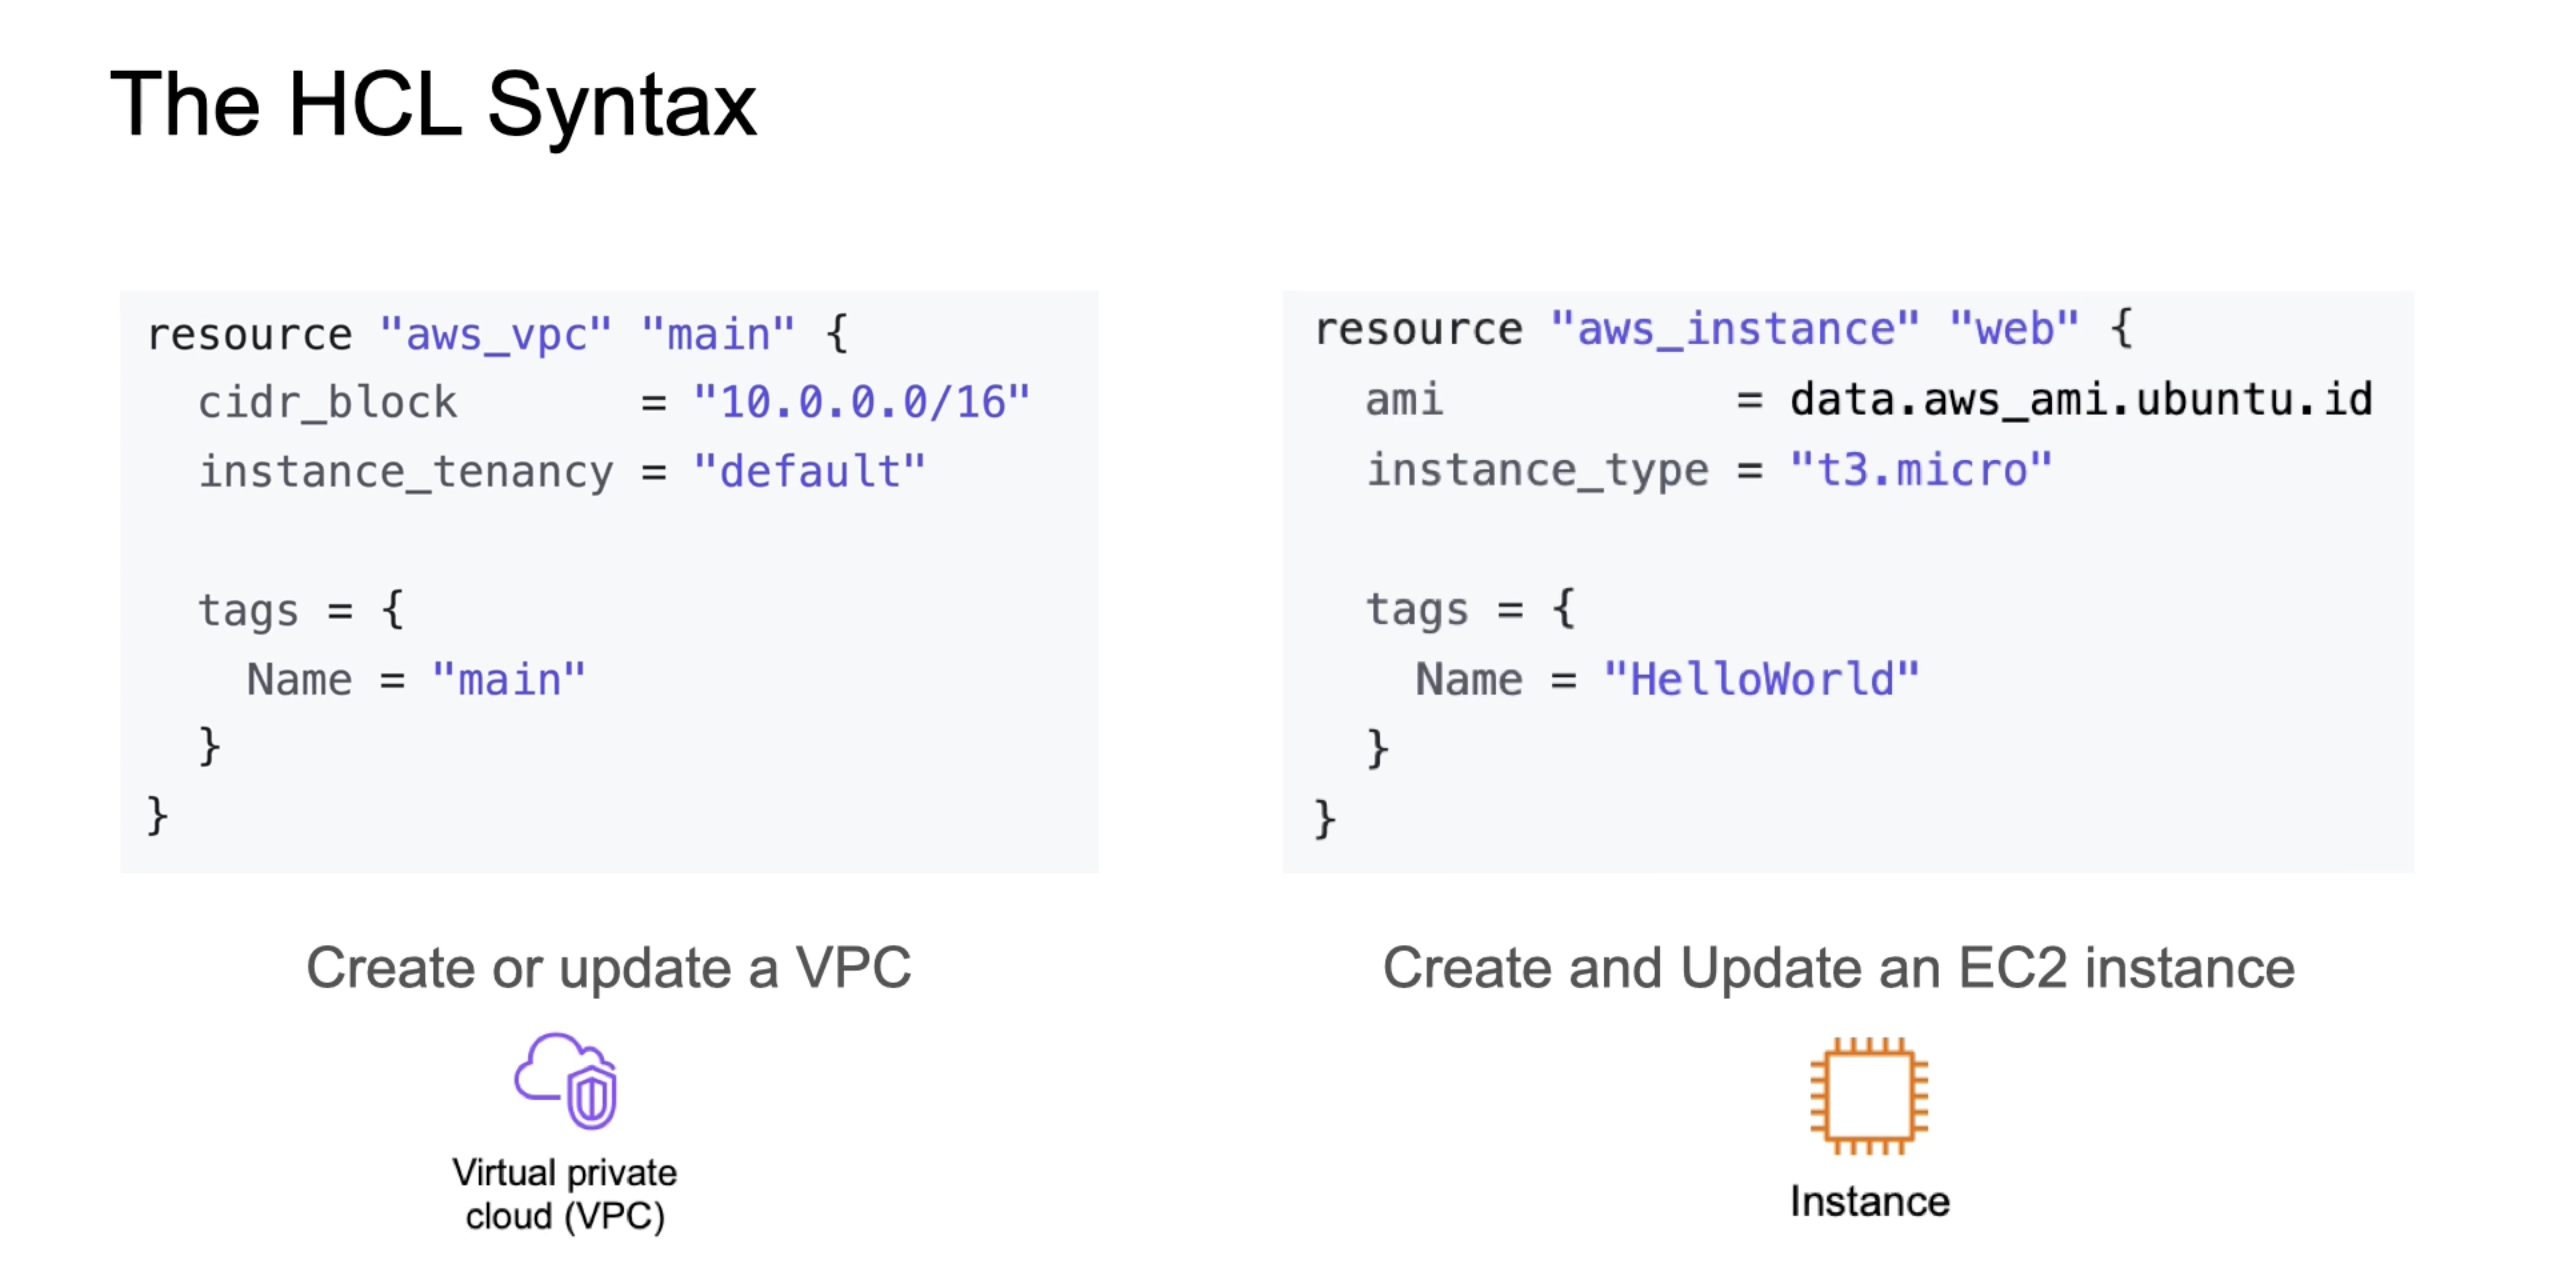 The HCL Syntax
resource "aws_vpc" "main" {
  cidr_block       = "10.0.0.0/16"
  instance_tenancy = "default"

  tags = {
    Name = "main"
  }
}
Create or update a VPC
Virtual private
cloud (VPC)
resource "aws_instance" "web" {
  ami           = data.aws_ami.ubuntu.id
  instance_type = "t3.micro"

  tags = {
    Name = "HelloWorld"
  }
}
Create and Update an EC2 instance
Instance